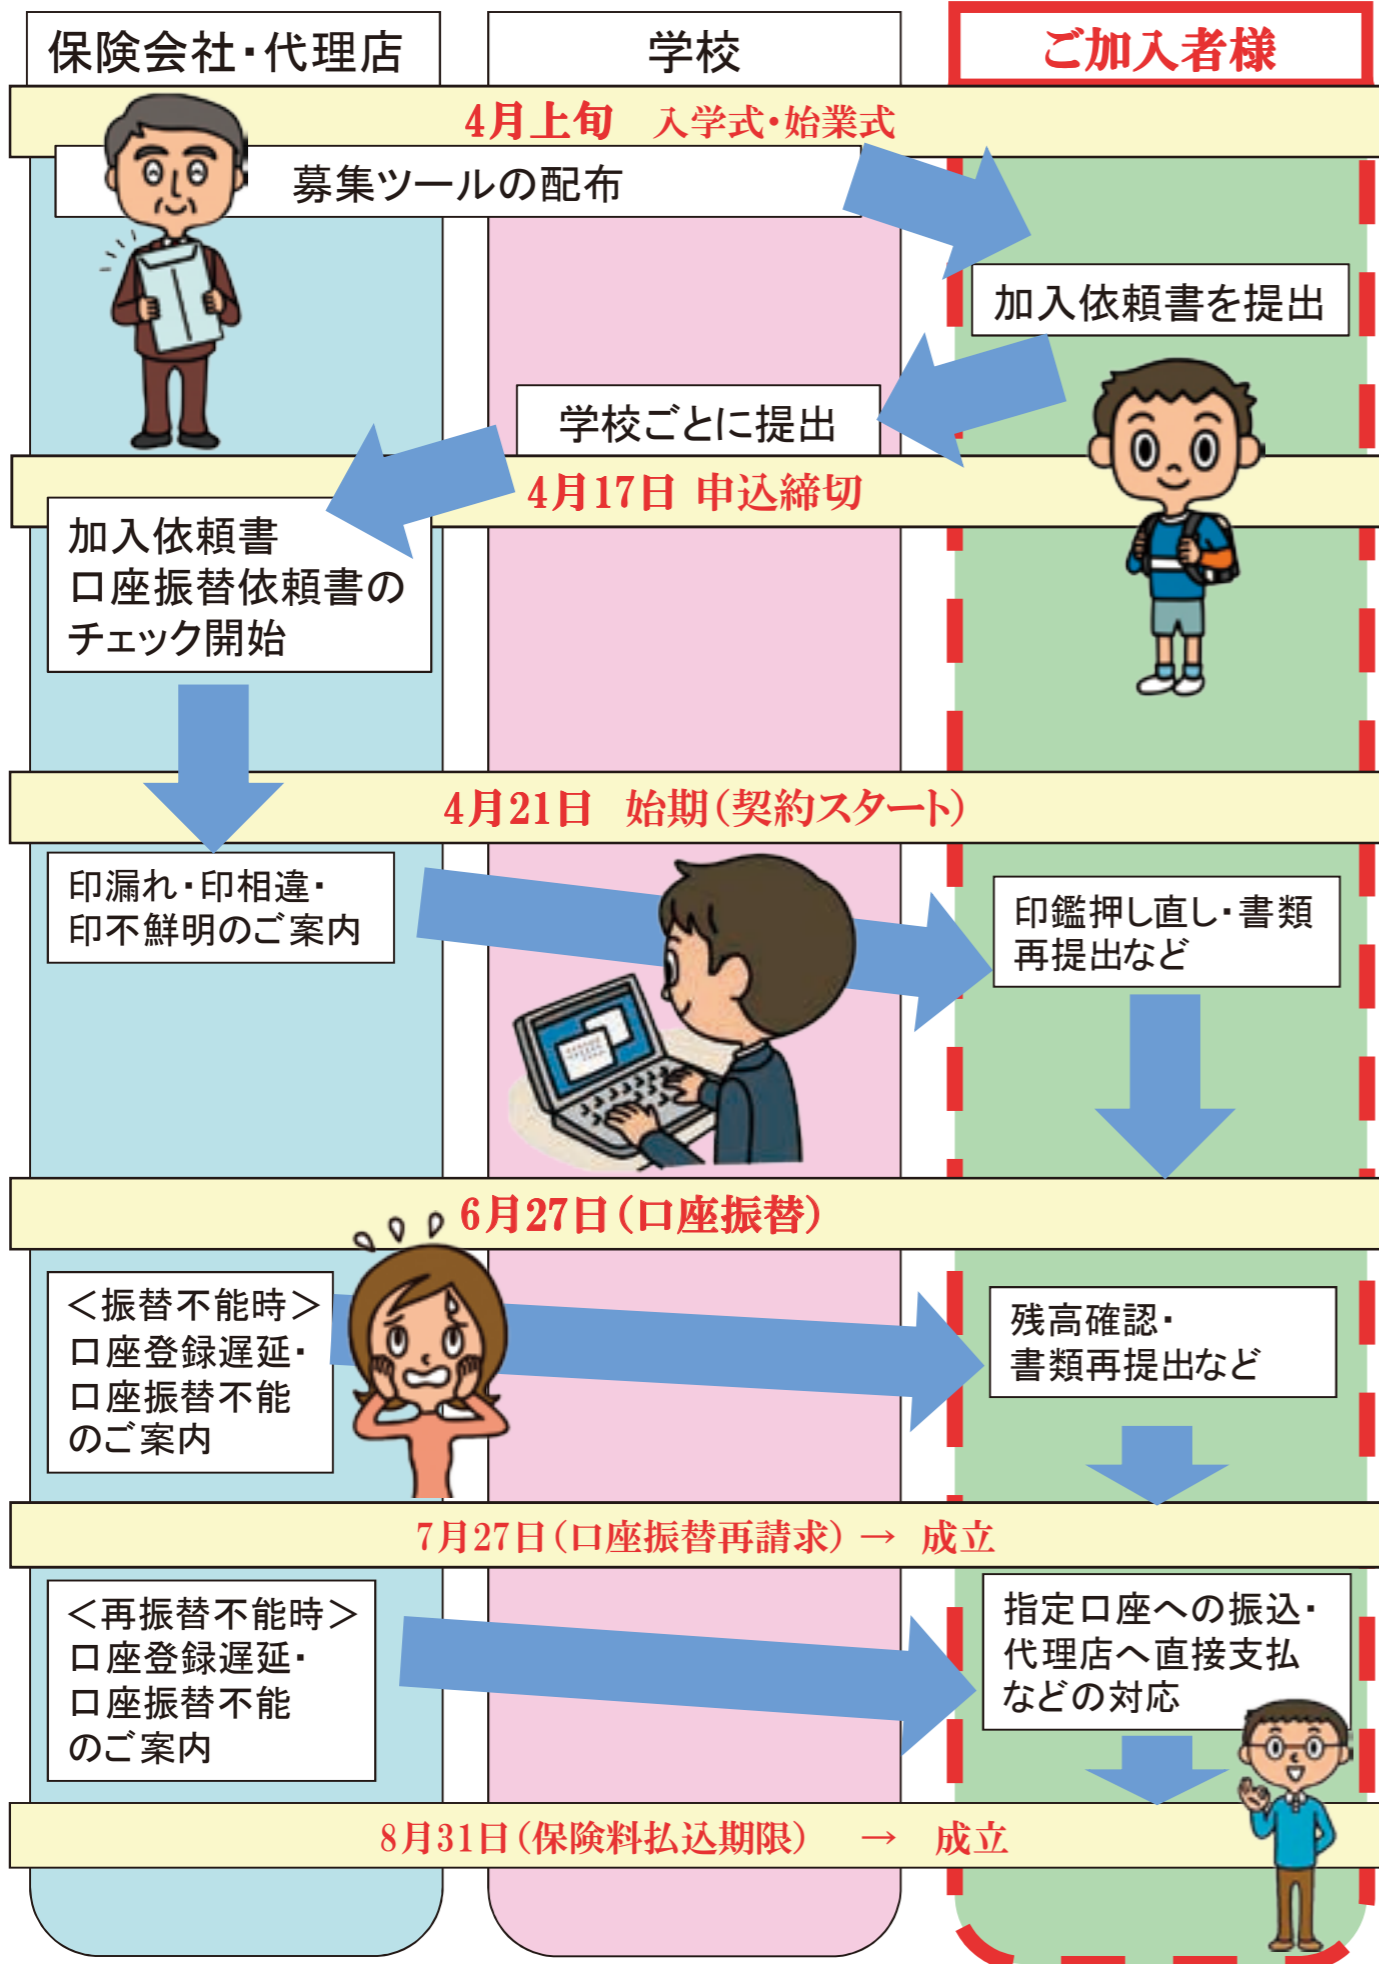 保険会社・代理店
学校
ご加入者様
4月上旬 入学式・始業式
募集ツールの配布
加入依頼書を提出
学校ごとに提出
4月17日 申込締切
加入依頼書
口座振替依頼書の
チェック開始
4月21日 始期(契約スタート)
印漏れ・印相違・
印不鮮明のご案内
印鑑押し直し・書類
再提出など
6月27日(口座振替)
<振替不能時>
口座登録遅延・
口座振替不能
のご案内
残高確認・
書類再提出など
7月27日(口座振替再請求) → 成立
<再振替不能時>
口座登録遅延・
口座振替不能
のご案内
指定口座への振込・
代理店へ直接支払
などの対応
8月31日(保険料払込期限) → 成立